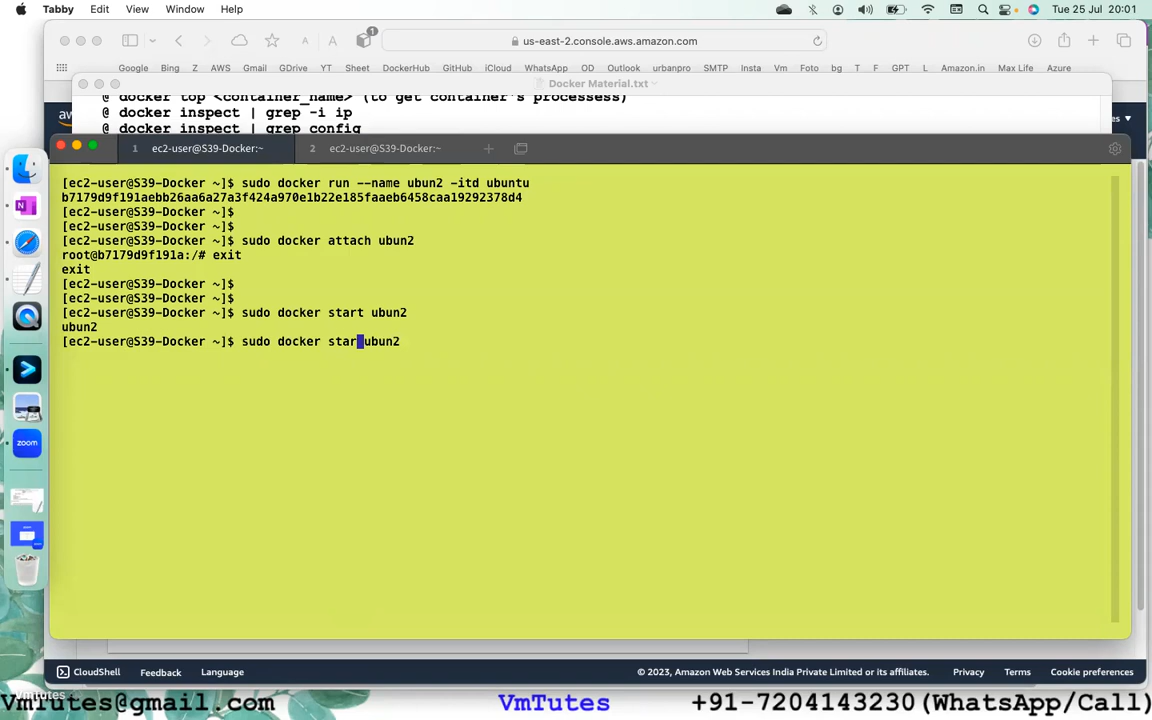 Tabby Edit View Window Help Tue 25 Jul 20:01
us-east-2.console.aws.amazon.com
Google Bing Z AWS Gmail GDrive YT Sheet DockerHub GitHub iCloud WhatsApp OD Outlook urbanpro SMTP Insta Vm Foto bg T F GPT L Amazon.in Max Life Azure
Docker Material.txt
@ docker top <container_name> (to get container's processess)
@ docker inspect | grep -i ip
@ docker inspect | grep config
1 ec2-user@S39-Docker:~ 2 ec2-user@S39-Docker:~
[ec2-user@S39-Docker ~]$ sudo docker run --name ubun2 -itd ubuntu
b7179d9f191aebb26aa6a27a3f424a970e1b22e185faaeb6458caa19292378d4
[ec2-user@S39-Docker ~]$
[ec2-user@S39-Docker ~]$
[ec2-user@S39-Docker ~]$ sudo docker attach ubun2
root@b7179d9f191a:/# exit
exit
[ec2-user@S39-Docker ~]$
[ec2-user@S39-Docker ~]$
[ec2-user@S39-Docker ~]$ sudo docker start ubun2
ubun2
[ec2-user@S39-Docker ~]$ sudo docker star ubun2
zoom
CloudShell Feedback Language © 2023, Amazon Web Services India Private Limited or its affiliates. Privacy Terms Cookie preferences
VmTutes@gmail.com VmTutes +91-7204143230(WhatsApp/Call)